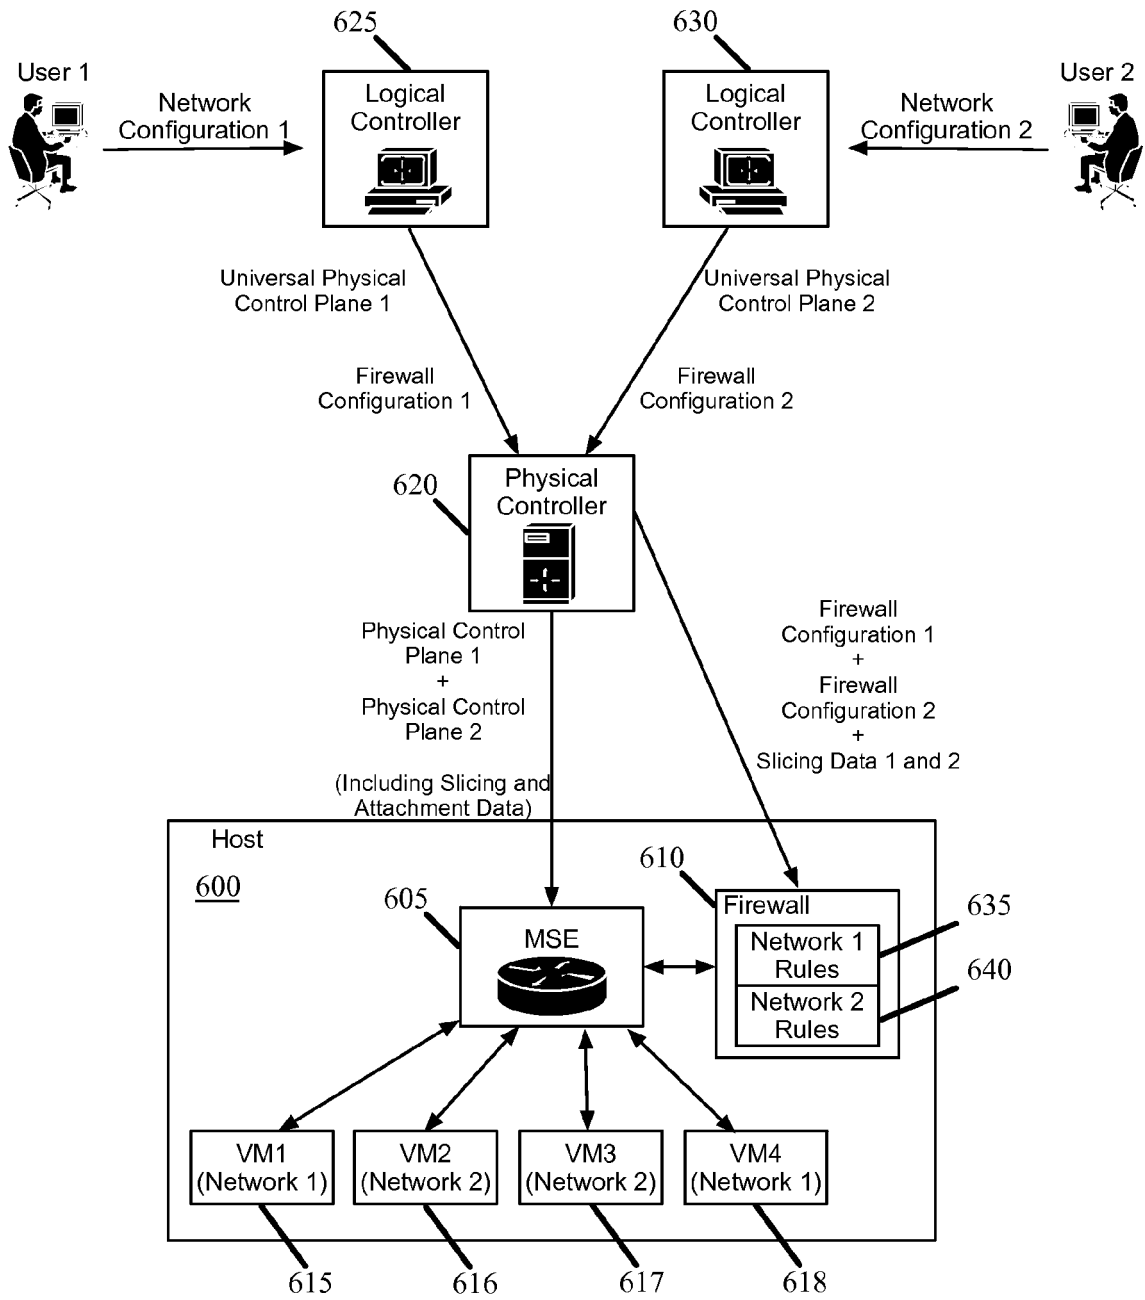 625
630
User 1
User 2
Network
Configuration 1
Logical
Controller
Logical
Controller
Network
Configuration 2
Universal Physical
Control Plane 1
Universal Physical
Control Plane 2
Firewall
Configuration 1
Firewall
Configuration 2
620
Physical
Controller
Physical Control
Plane 1
+
Physical Control
Plane 2
(Including Slicing and
Attachment Data)
Firewall
Configuration 1
+
Firewall
Configuration 2
+
Slicing Data 1 and 2
Host
600
605
MSE
610
Firewall
Network 1
Rules
Network 2
Rules
635
640
VM1
(Network 1)
VM2
(Network 2)
VM3
(Network 2)
VM4
(Network 1)
615
616
617
618